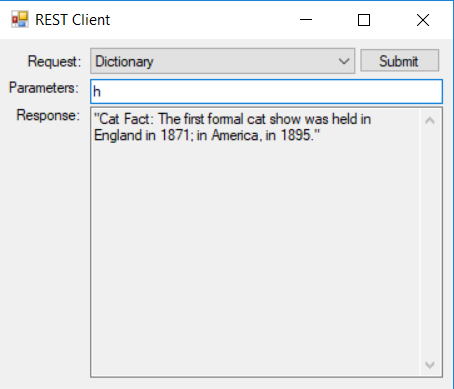 REST Client
Request: Dictionary Submit
Parameters: h
Response: "Cat Fact: The first formal cat show was held in
England in 1871; in America, in 1895."